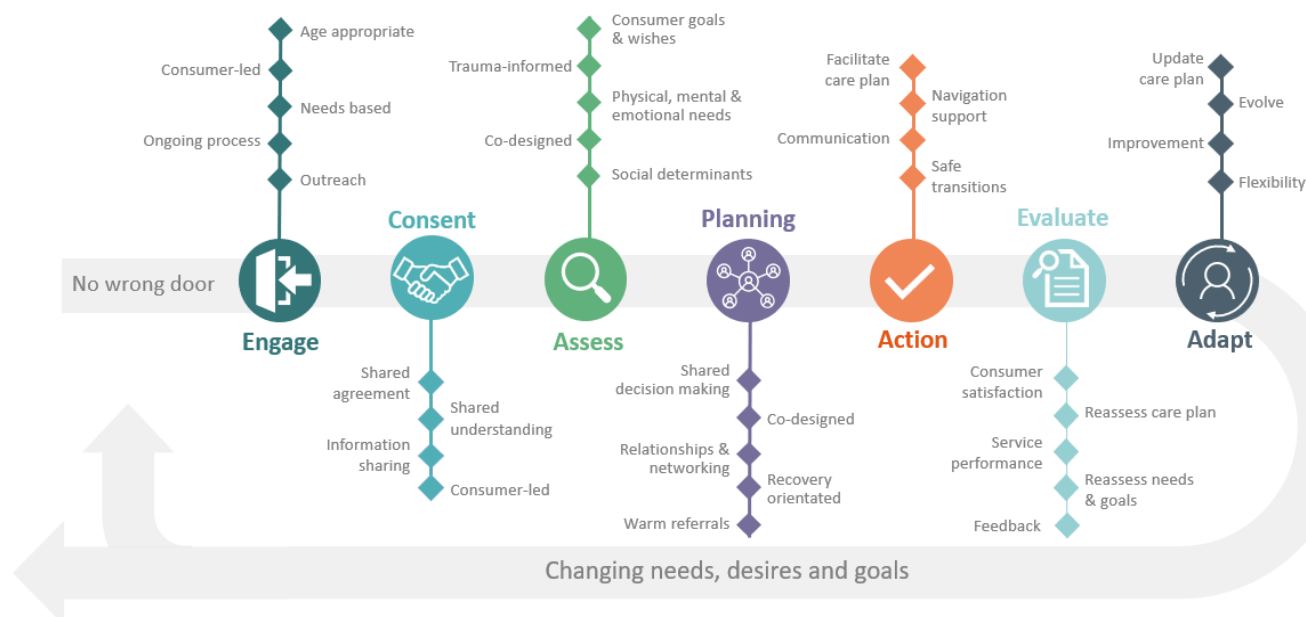 No wrong door
Age appropriate
Consumer-led
Needs based
Ongoing process
Outreach
Engage
Consent
Shared
agreement
Shared
understanding
Information
sharing
Consumer-led
Consumer goals
& wishes
Trauma-informed
Physical, mental &
emotional needs
Co-designed
Social determinants
Assess
Planning
Shared
decision making
Co-designed
Relationships &
networking
Recovery
orientated
Warm referrals
Facilitate
care plan
Navigation
support
Communication
Safe
transitions
Action
Evaluate
Consumer
satisfaction
Reassess care plan
Service
performance
Reassess needs
& goals
Feedback
Update
care plan
Evolve
Improvement
Flexibility
Adapt
Changing needs, desires and goals